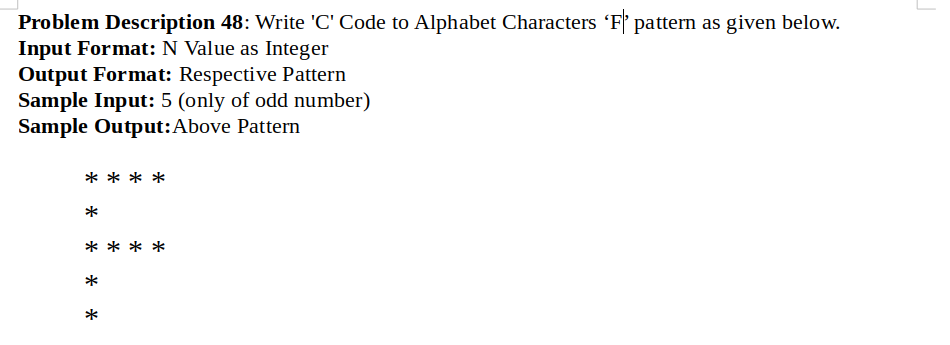 Problem Description 48: Write 'C' Code to Alphabet Characters ‘F’ pattern as given below.
Input Format: N Value as Integer
Output Format: Respective Pattern
Sample Input: 5 (only of odd number)
Sample Output:Above Pattern
* * * *
*
* * * *
*
*